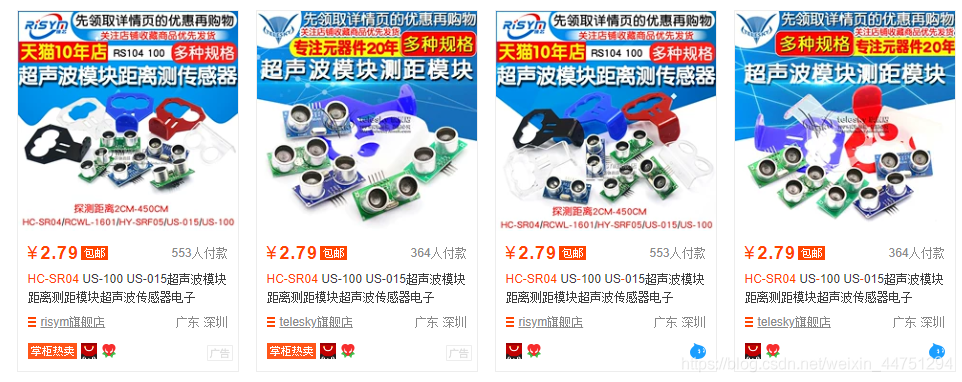 RISYM
先领取详情页的优惠再购物
关注店铺收藏商品优先发货
天猫10年店
RS104 100
多种规格
超声波模块距离测传感器
探测距离2CM-450CM
HC-SR04/RCWL-1601/HY-SRF05/US-015/US-100
¥2.79 包邮 553人付款
HC-SR04 US-100 US-015超声波模块
距离测距模块超声波传感器电子
risym旗舰店 广东 深圳
掌柜热卖
广告
TELESKY
先领取详情页的优惠再购物
关注店铺收藏商品优先发货
专注元器件20年
多种规格
超声波模块测距模块
telesky
¥2.79 包邮 364人付款
HC-SR04 US-100 US-015超声波模块
距离测距模块超声波传感器电子
telesky旗舰店 广东 深圳
掌柜热卖
广告
RISYM
先领取详情页的优惠再购物
关注店铺收藏商品优先发货
天猫10年店
RS104 100
多种规格
超声波模块距离测传感器
探测距离2CM-450CM
HC-SR04/RCWL-1601/HY-SRF05/US-015/US-100
¥2.79 包邮 553人付款
HC-SR04 US-100 US-015超声波模块
距离测距模块超声波传感器电子
risym旗舰店 广东 深圳
TELESKY
先领取详情页的优惠再购物
关注店铺收藏商品优先发货
多种规格
专注元器件20年
超声波模块测距模块
telesky
¥2.79 包邮 364人付款
HC-SR04 US-100 US-015超声波模块
距离测距模块超声波传感器电子
telesky旗舰店 广东 深圳
https://blog.csdn.net/weixin_44751294